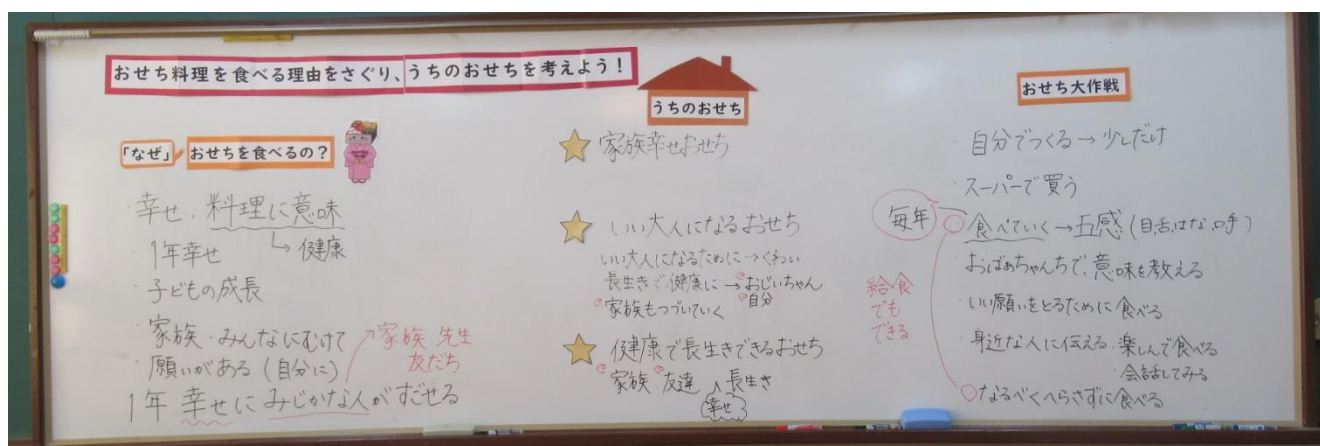 おせち料理を食べる理由をさぐり、うちのおせちを考えよう！
「なぜ」おせちを食べるの？
・幸せ、料理に意味
↳健康
・1年幸せ
・子どもの成長
・家族・みんなにむけて
願いがある(自分に)
→家族、先生
友だち
1年 幸せに みじかな人がすごせる
うちのおせち
家族幸せおせち
いい大人になるおせち
いい大人になるために→くわい
長生きで健康に→おじいちゃん
自分
家族もつづいていく
健康で長生きできるおせち
家族 友達 長生き
幸せ
おせち大作戦
・自分でつくる→少しだけ
・スーパーで買う
毎年
食べていく→五感(目舌はな口手)
・おばあちゃんちで、意味を教える
・いい願いをとるために食べる
・身近な人に伝える・楽しんで食べる
・会話してみる
なるべくへらさずに食べる
給食
でも
できる